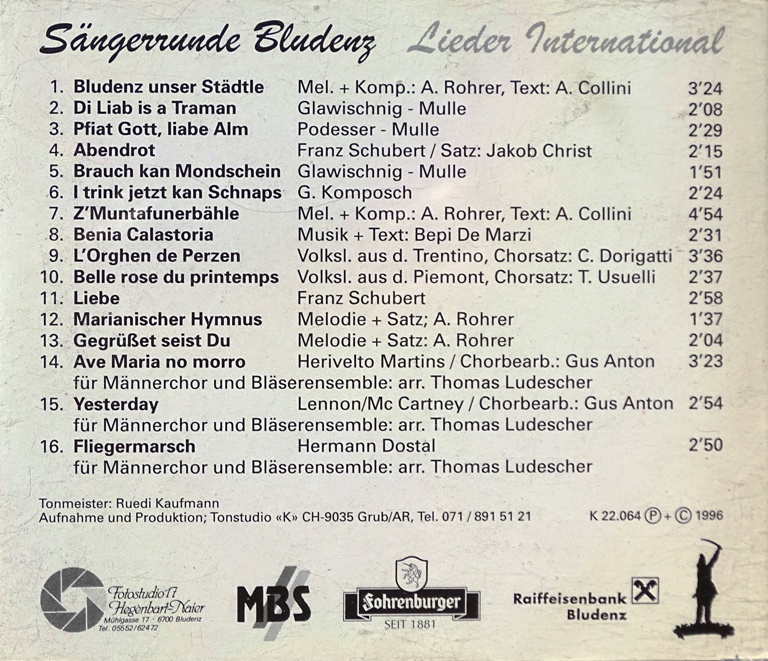 Sängerrunde Bludenz Lieder International
1. Bludenz unser Städtle Mel. + Komp.: A. Rohrer, Text: A. Collini 3'24
2. Di Liab is a Traman Glawischnig - Mulle 2'08
3. Pfiat Gott, liabe Alm Podesser - Mulle 2'29
4. Abendrot Franz Schubert / Satz: Jakob Christ 2'15
5. Brauch kan Mondschein Glawischnig - Mulle 1'51
6. I trink jetzt kan Schnaps G. Komposch 2'24
7. Z'Muntafunerbähle Mel. + Komp.: A. Rohrer, Text: A. Collini 4'54
8. Benia Calastoria Musik + Text: Bepi De Marzi 2'31
9. L'Orghen de Perzen Volksl. aus d. Trentino, Chorsatz: C. Dorigatti 3'36
10. Belle rose du printemps Volksl. aus d. Piemont, Chorsatz: T. Usuelli 2'37
11. Liebe Franz Schubert 2'58
12. Marianischer Hymnus Melodie + Satz; A. Rohrer 1'37
13. Gegrüßet seist Du Melodie + Satz: A. Rohrer 2'04
14. Ave Maria no morro Herivelto Martins / Chorbearb.: Gus Anton 3'23
für Männerchor und Bläserensemble: arr. Thomas Ludescher
15. Yesterday Lennon/Mc Cartney / Chorbearb.: Gus Anton 2'54
für Männerchor und Bläserensemble: arr. Thomas Ludescher
16. Fliegermarsch Hermann Dostal 2'50
für Männerchor und Bläserensemble: arr. Thomas Ludescher
Tonmeister: Ruedi Kaufmann
Aufnahme und Produktion; Tonstudio «K» CH-9035 Grub/AR, Tel. 071 / 891 51 21 K 22.064 Ⓟ + Ⓒ 1996
Fotostudio 17
Hegenbart-Naier
Mühlgasse 17 · 6700 Bludenz
Tel. 05552/62472
MBS
Fohrenburger
SEIT 1881
Raiffeisenbank
Bludenz